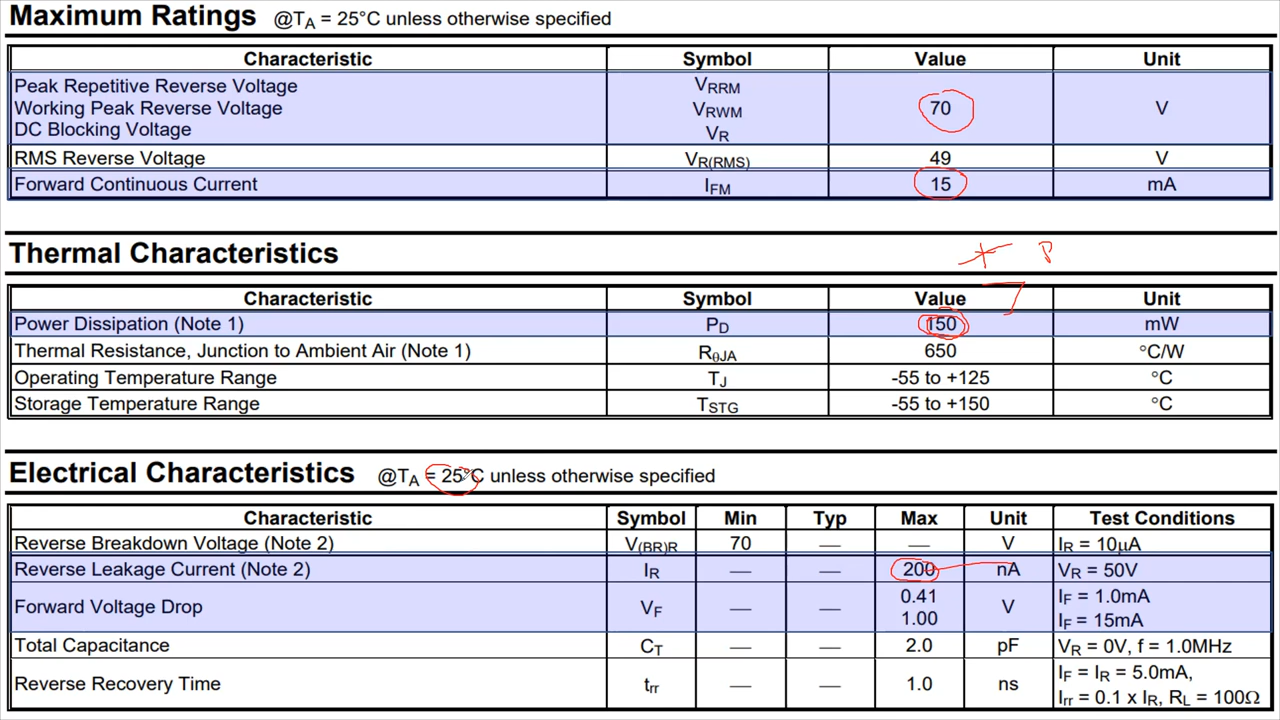 Maximum Ratings @TA = 25°C unless otherwise specified
Characteristic Symbol Value Unit
Peak Repetitive Reverse Voltage VRRM
Working Peak Reverse Voltage VRWM 70 V
DC Blocking Voltage VR
RMS Reverse Voltage VR(RMS) 49 V
Forward Continuous Current IFM 15 mA
Thermal Characteristics
Characteristic Symbol Value Unit
Power Dissipation (Note 1) PD 150 mW
Thermal Resistance, Junction to Ambient Air (Note 1) RθJA 650 °C/W
Operating Temperature Range TJ -55 to +125 °C
Storage Temperature Range TSTG -55 to +150 °C
Electrical Characteristics @TA = 25°C unless otherwise specified
Characteristic Symbol Min Typ Max Unit Test Conditions
Reverse Breakdown Voltage (Note 2) V(BR)R 70 — — V IR = 10µA
Reverse Leakage Current (Note 2) IR — — 200 nA VR = 50V
Forward Voltage Drop VF — — 0.41 V IF = 1.0mA
1.00 IF = 15mA
Total Capacitance CT — — 2.0 pF VR = 0V, f = 1.0MHz
Reverse Recovery Time trr — — 1.0 ns IF = IR = 5.0mA,
Irr = 0.1 x IR, RL = 100Ω